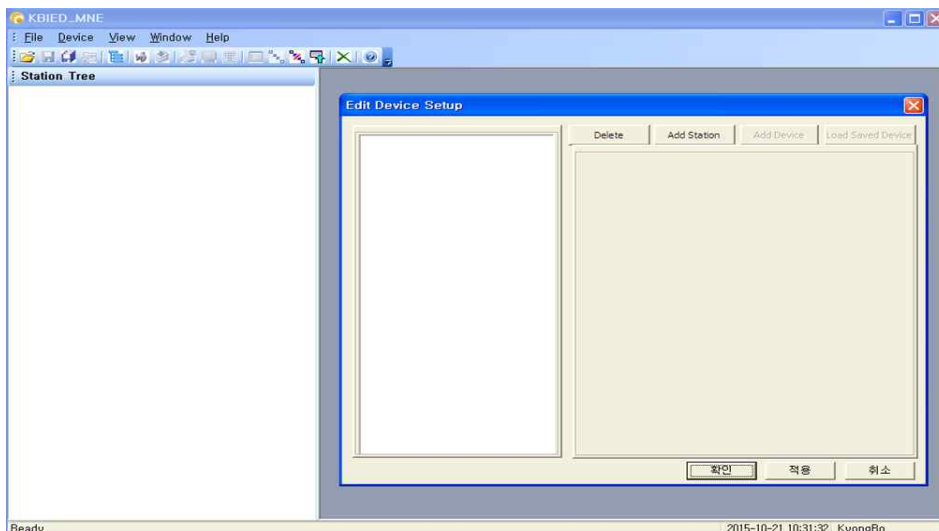 KBIED_MNE
File Device View Window Help
Station Tree
Edit Device Setup
Delete Add Station Add Device Load Saved Device
확인 적용 취소
Ready 2015-10-21 10:31:32 KyongBo